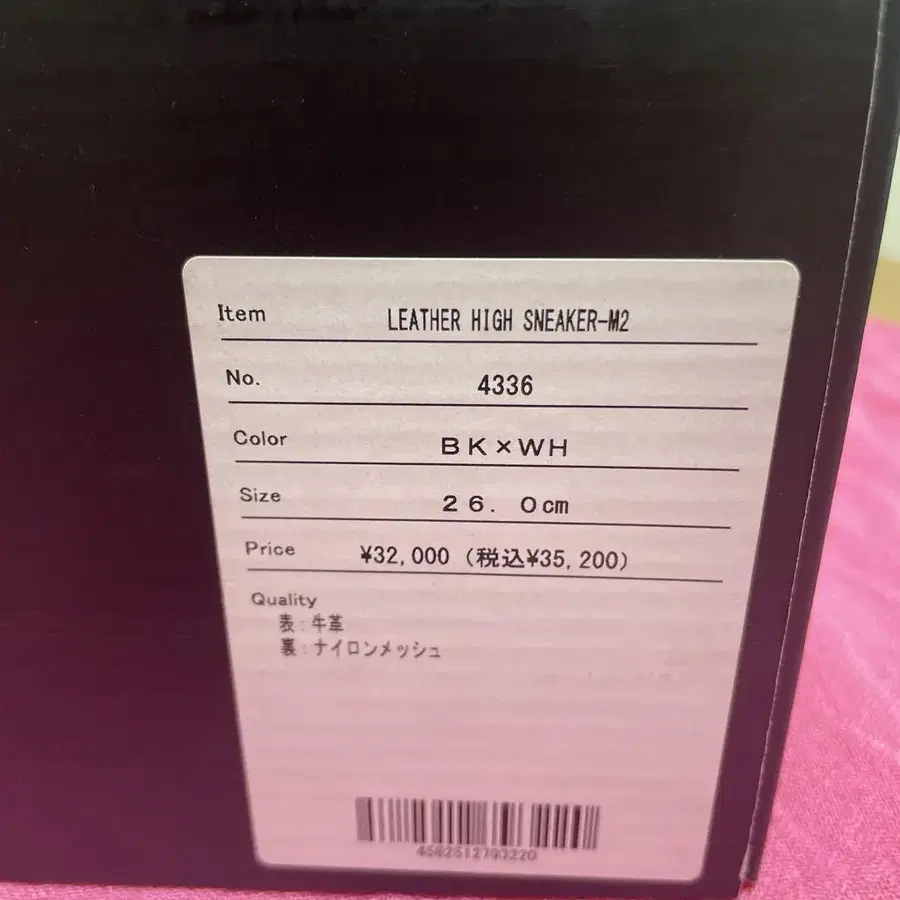 Item LEATHER HIGH SNEAKER-M2
No. 4336
Color BK×WH
Size 26. 0cm
Price ¥32,000 (税込¥35,200)
Quality
表:牛革
裏:ナイロンメッシュ